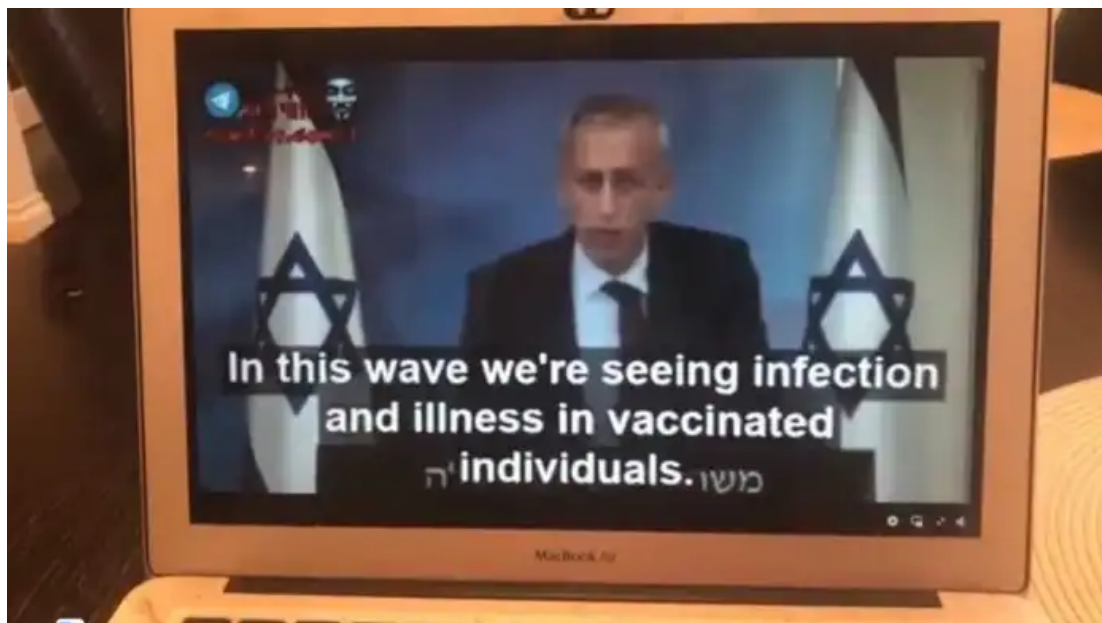 In this wave we're seeing infection
and illness in vaccinated
individuals.
MacBook Air